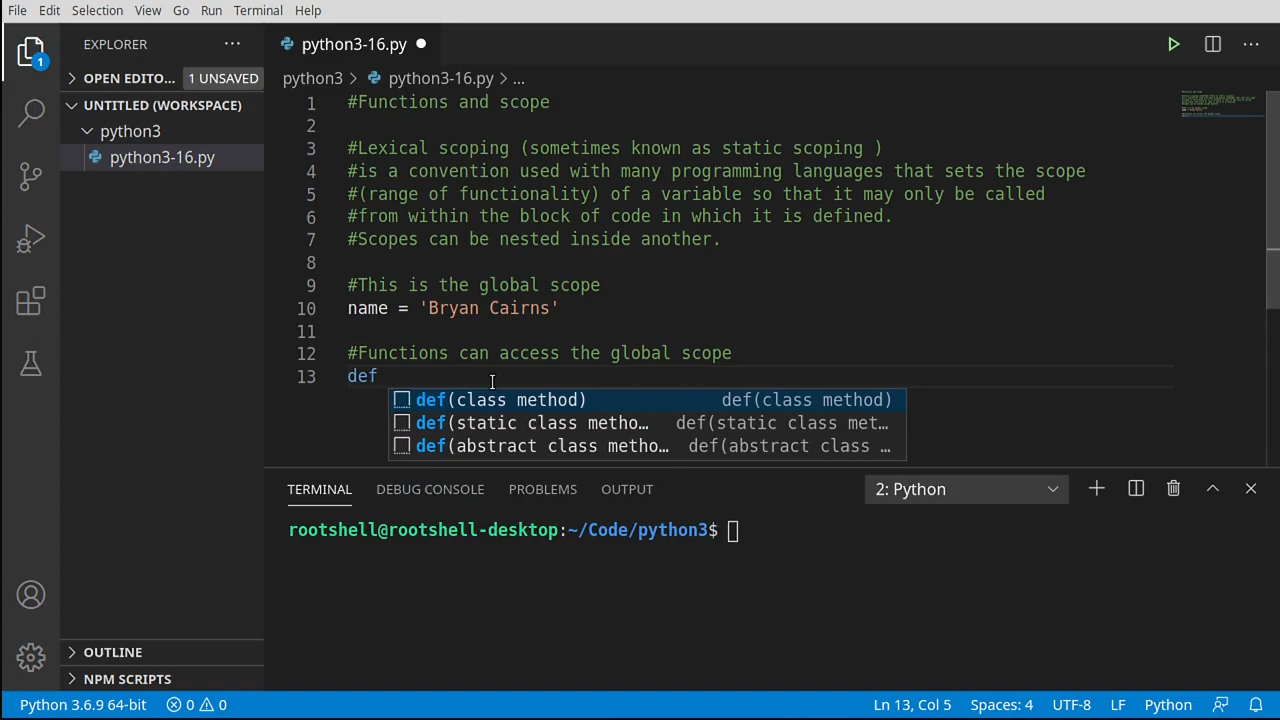 File Edit Selection View Go Run Terminal Help
EXPLORER ...
python3-16.py
1
OPEN EDITO... 1 UNSAVED
python3 > python3-16.py > ...
UNTITLED (WORKSPACE)
python3
python3-16.py
1 #Functions and scope
2
3 #Lexical scoping (sometimes known as static scoping )
4 #is a convention used with many programming languages that sets the scope
5 #(range of functionality) of a variable so that it may only be called
6 #from within the block of code in which it is defined.
7 #Scopes can be nested inside another.
8
9 #This is the global scope
10 name = 'Bryan Cairns'
11
12 #Functions can access the global scope
13 def
def(class method) def(class method)
def(static class metho… def(static class met…
def(abstract class metho… def(abstract class …
TERMINAL DEBUG CONSOLE PROBLEMS OUTPUT 2: Python
rootshell@rootshell-desktop:~/Code/python3$
OUTLINE
NPM SCRIPTS
Python 3.6.9 64-bit 0 0 Ln 13, Col 5 Spaces: 4 UTF-8 LF Python